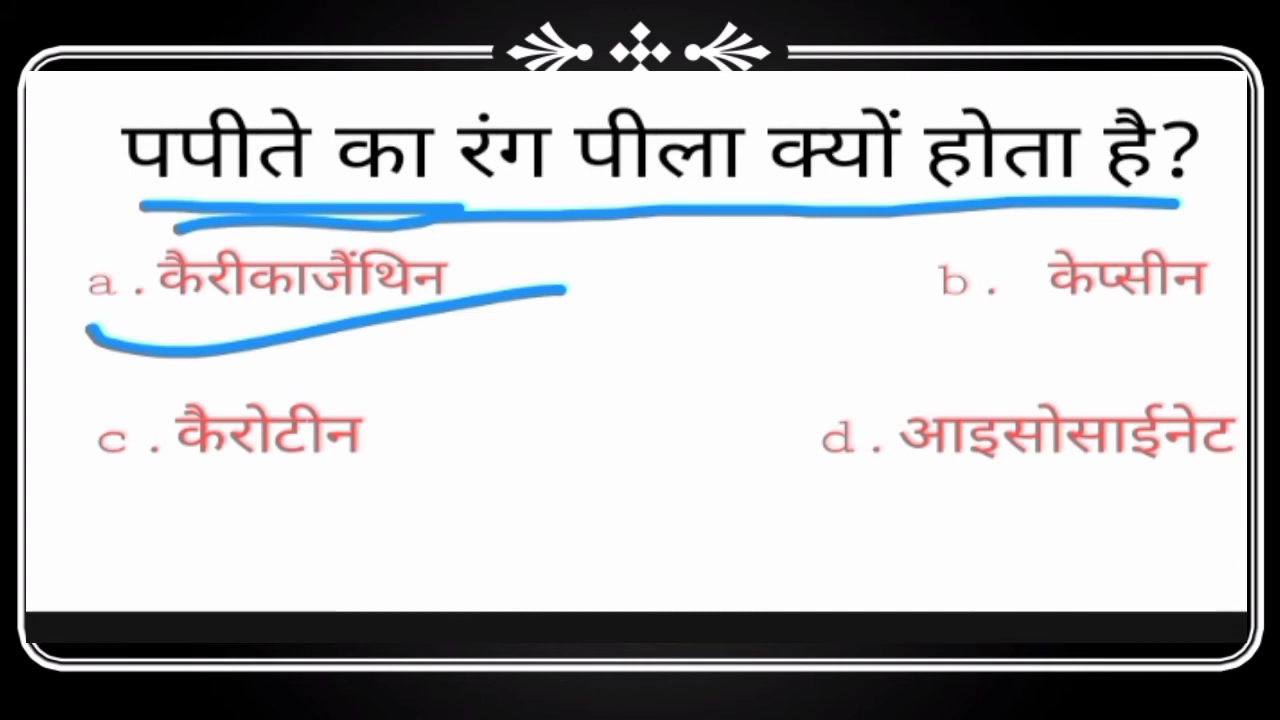 पपीते का रंग पीला क्यों होता है?
a.कैरीकाजैंथिन b. केप्सीन
c.कैरोटीन d.आइसोसाईनेट